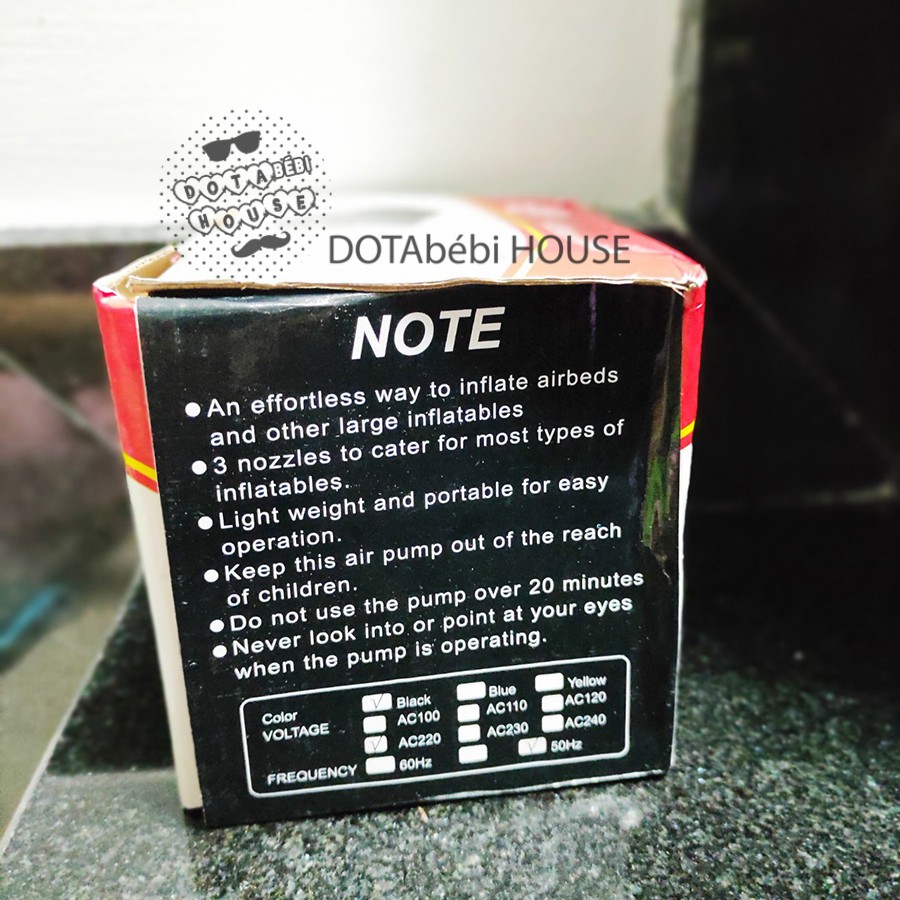 DOTABÉBI
HOUSE
DOTAbébi HOUSE
NOTE
● An effortless way to inflate airbeds
and other large inflatables
● 3 nozzles to cater for most types of
inflatables.
● Light weight and portable for easy
operation.
● Keep this air pump out of the reach
of children.
● Do not use the pump over 20 minutes
● Never look into or point at your eyes
when the pump is operating.
Color √ Black Blue Yellow
VOLTAGE AC100 AC110 AC120
√ AC220 AC230 AC240
FREQUENCY 60Hz √ 50Hz